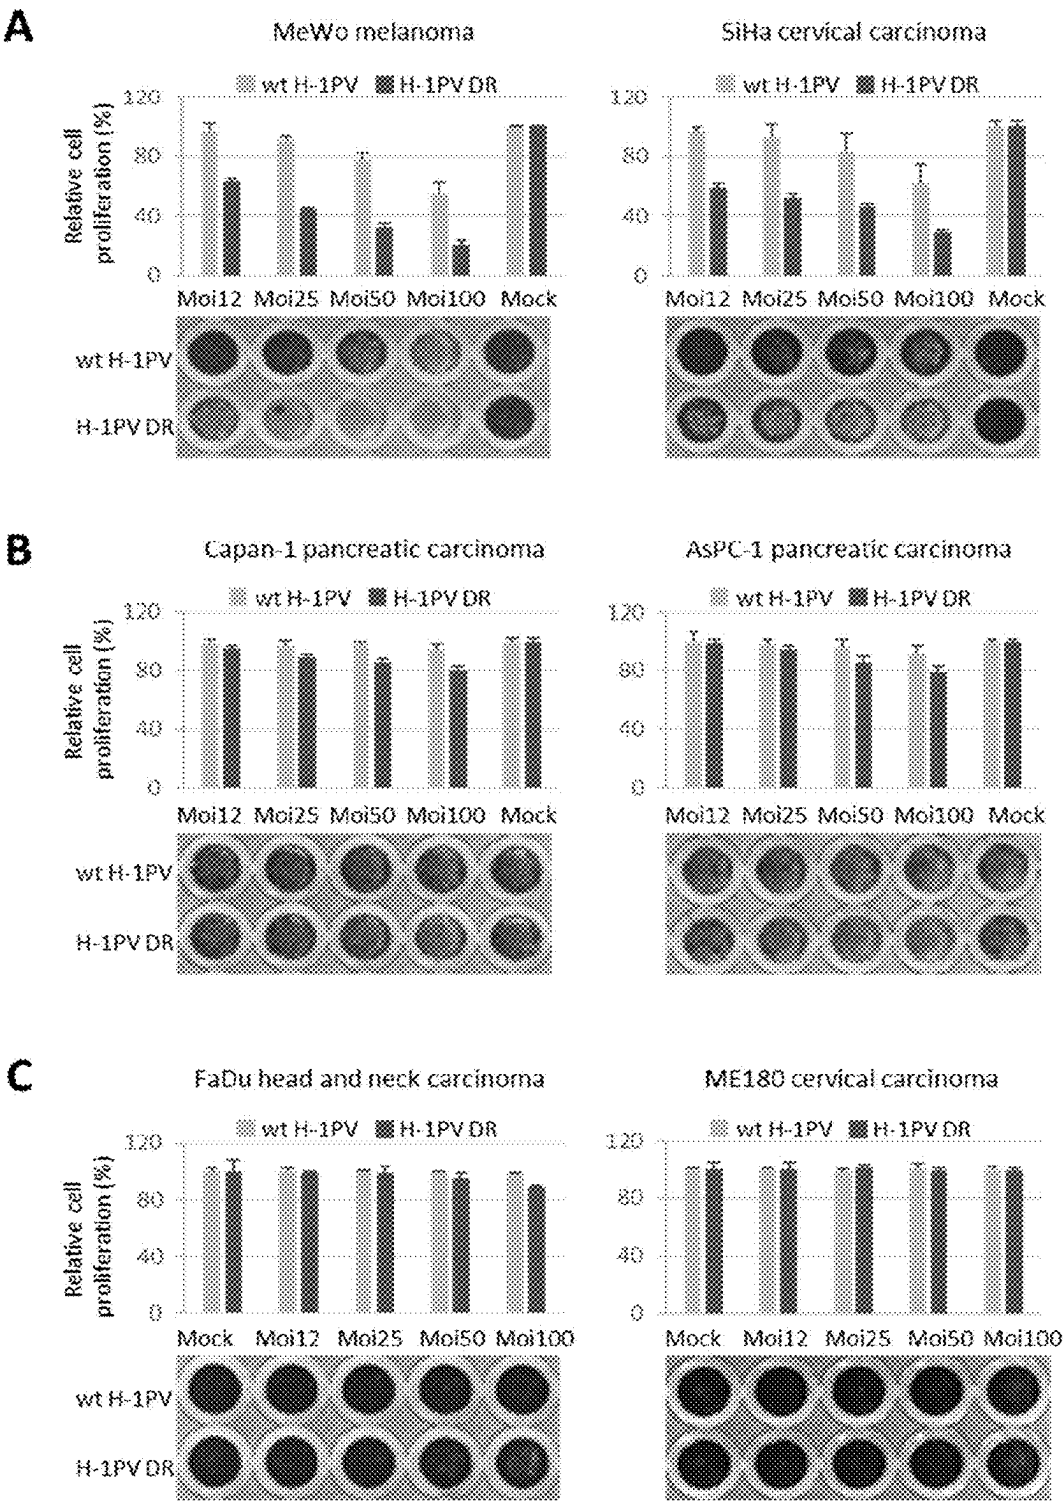 A
MeWo melanoma
SiHa cervical carcinoma
wt H-1PV H-1PV DR
wt H-1PV H-1PV DR
Relative cell
proliferation (%)
120
80
40
0
120
80
40
0
Moi12 Moi25 Moi50 Moi100 Mock
Moi12 Moi25 Moi50 Moi100 Mock
wt H-1PV
H-1PV DR
B
Capan-1 pancreatic carcinoma
AsPC-1 pancreatic carcinoma
wt H-1PV H-1PV DR
wt H-1PV H-1PV DR
Relative cell
proliferation (%)
120
80
40
0
120
80
40
0
Moi12 Moi25 Moi50 Moi100 Mock
Moi12 Moi25 Moi50 Moi100 Mock
wt H-1PV
H-1PV DR
C
FaDu head and neck carcinoma
ME180 cervical carcinoma
wt H-1PV H-1PV DR
wt H-1PV H-1PV DR
Relative cell
proliferation (%)
120
80
40
0
120
80
40
0
Mock Moi12 Moi25 Moi50 Moi100
Mock Moi12 Moi25 Moi50 Moi100
wt H-1PV
H-1PV DR